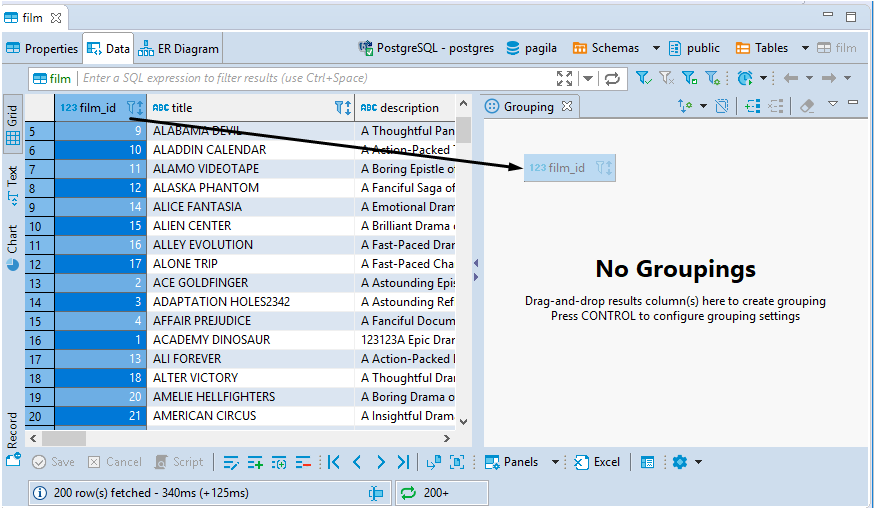 film
Properties Data ER Diagram PostgreSQL - postgres pagila Schemas public Tables film
film Enter a SQL expression to filter results (use Ctrl+Space)
Grid
Text
Chart
Record
123 film_id ABC title ABC description
5 9 ALABAMA DEVIL A Thoughtful Pan
6 10 ALADDIN CALENDAR A Action-Packed
7 11 ALAMO VIDEOTAPE A Boring Epistle o
8 12 ALASKA PHANTOM A Fanciful Saga of
9 14 ALICE FANTASIA A Emotional Dram
10 15 ALIEN CENTER A Brilliant Drama
11 16 ALLEY EVOLUTION A Fast-Paced Drar
12 17 ALONE TRIP A Fast-Paced Cha
13 2 ACE GOLDFINGER A Astounding Epis
14 3 ADAPTATION HOLES2342 A Astounding Ref
15 4 AFFAIR PREJUDICE A Fanciful Docum
16 1 ACADEMY DINOSAUR 123123A Epic Drar
17 13 ALI FOREVER A Action-Packed
18 18 ALTER VICTORY A Thoughtful Drar
19 20 AMELIE HELLFIGHTERS A Boring Drama o
20 21 AMERICAN CIRCUS A Insightful Dram
Grouping
123 film_id
No Groupings
Drag-and-drop results column(s) here to create grouping
Press CONTROL to configure grouping settings
Save Cancel Script Panels Excel
200 row(s) fetched - 340ms (+125ms) 200+